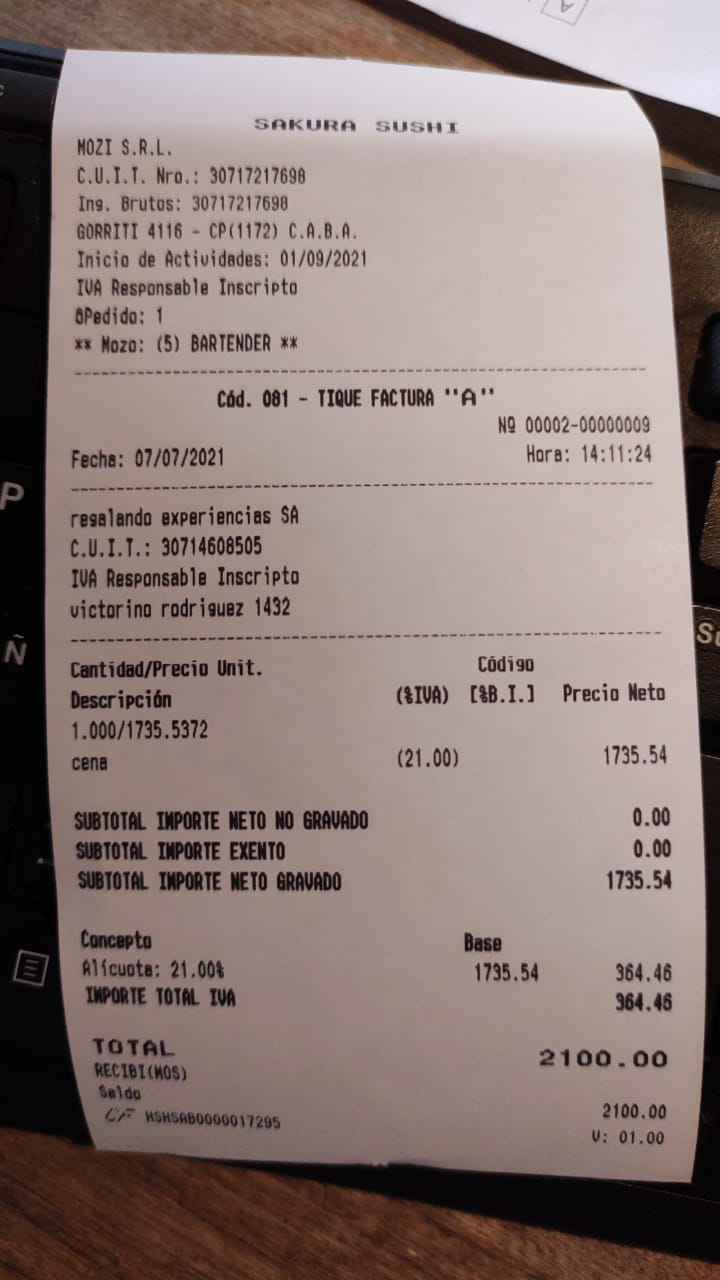 SAKURA SUSHI
MOZI S.R.L.
C.U.I.T. Nro.: 30717217698
Ing. Brutos: 30717217698
GORRITI 4116 - CP(1172) C.A.B.A.
Inicio de Actividades: 01/09/2021
IVA Responsable Inscripto
@Pedido: 1
** Mozo: (5) BARTENDER **
Cód. 081 - TIQUE FACTURA "A"
Nº 00002-00000009
Fecha: 07/07/2021 Hora: 14:11:24
regalando experiencias SA
C.U.I.T.: 30714608505
IVA Responsable Inscripto
victorino rodriguez 1432
Cantidad/Precio Unit. Código
Descripción (%IVA) [%B.I.] Precio Neto
1.000/1735.5372
cena (21.00) 1735.54
SUBTOTAL IMPORTE NETO NO GRAVADO 0.00
SUBTOTAL IMPORTE EXENTO 0.00
SUBTOTAL IMPORTE NETO GRAVADO 1735.54
Concepto Base
Alícuota: 21.00% 1735.54 364.46
IMPORTE TOTAL IVA 364.46
TOTAL 2100.00
RECIBI(MOS)
Saldo 2100.00
CF HSHSAB0000017295 V: 01.00
P
Ñ
A